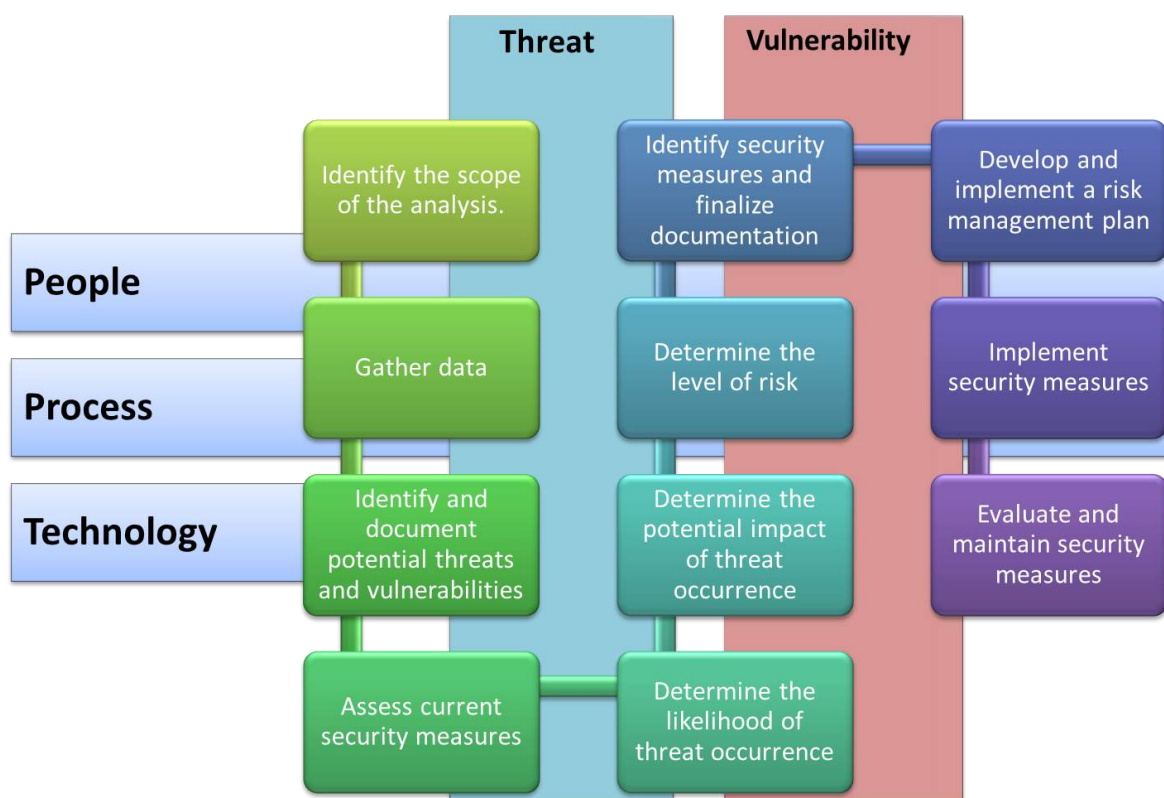 Threat
Vulnerability
People
Process
Technology
Identify the scope
of the analysis.
Gather data
Identify and
document
potential threats
and vulnerabilities
Assess current
security measures
Determine the
likelihood of
threat occurrence
Determine the
potential impact
of threat
occurrence
Determine the
level of risk
Identify security
measures and
finalize
documentation
Develop and
implement a risk
management plan
Implement
security measures
Evaluate and
maintain security
measures